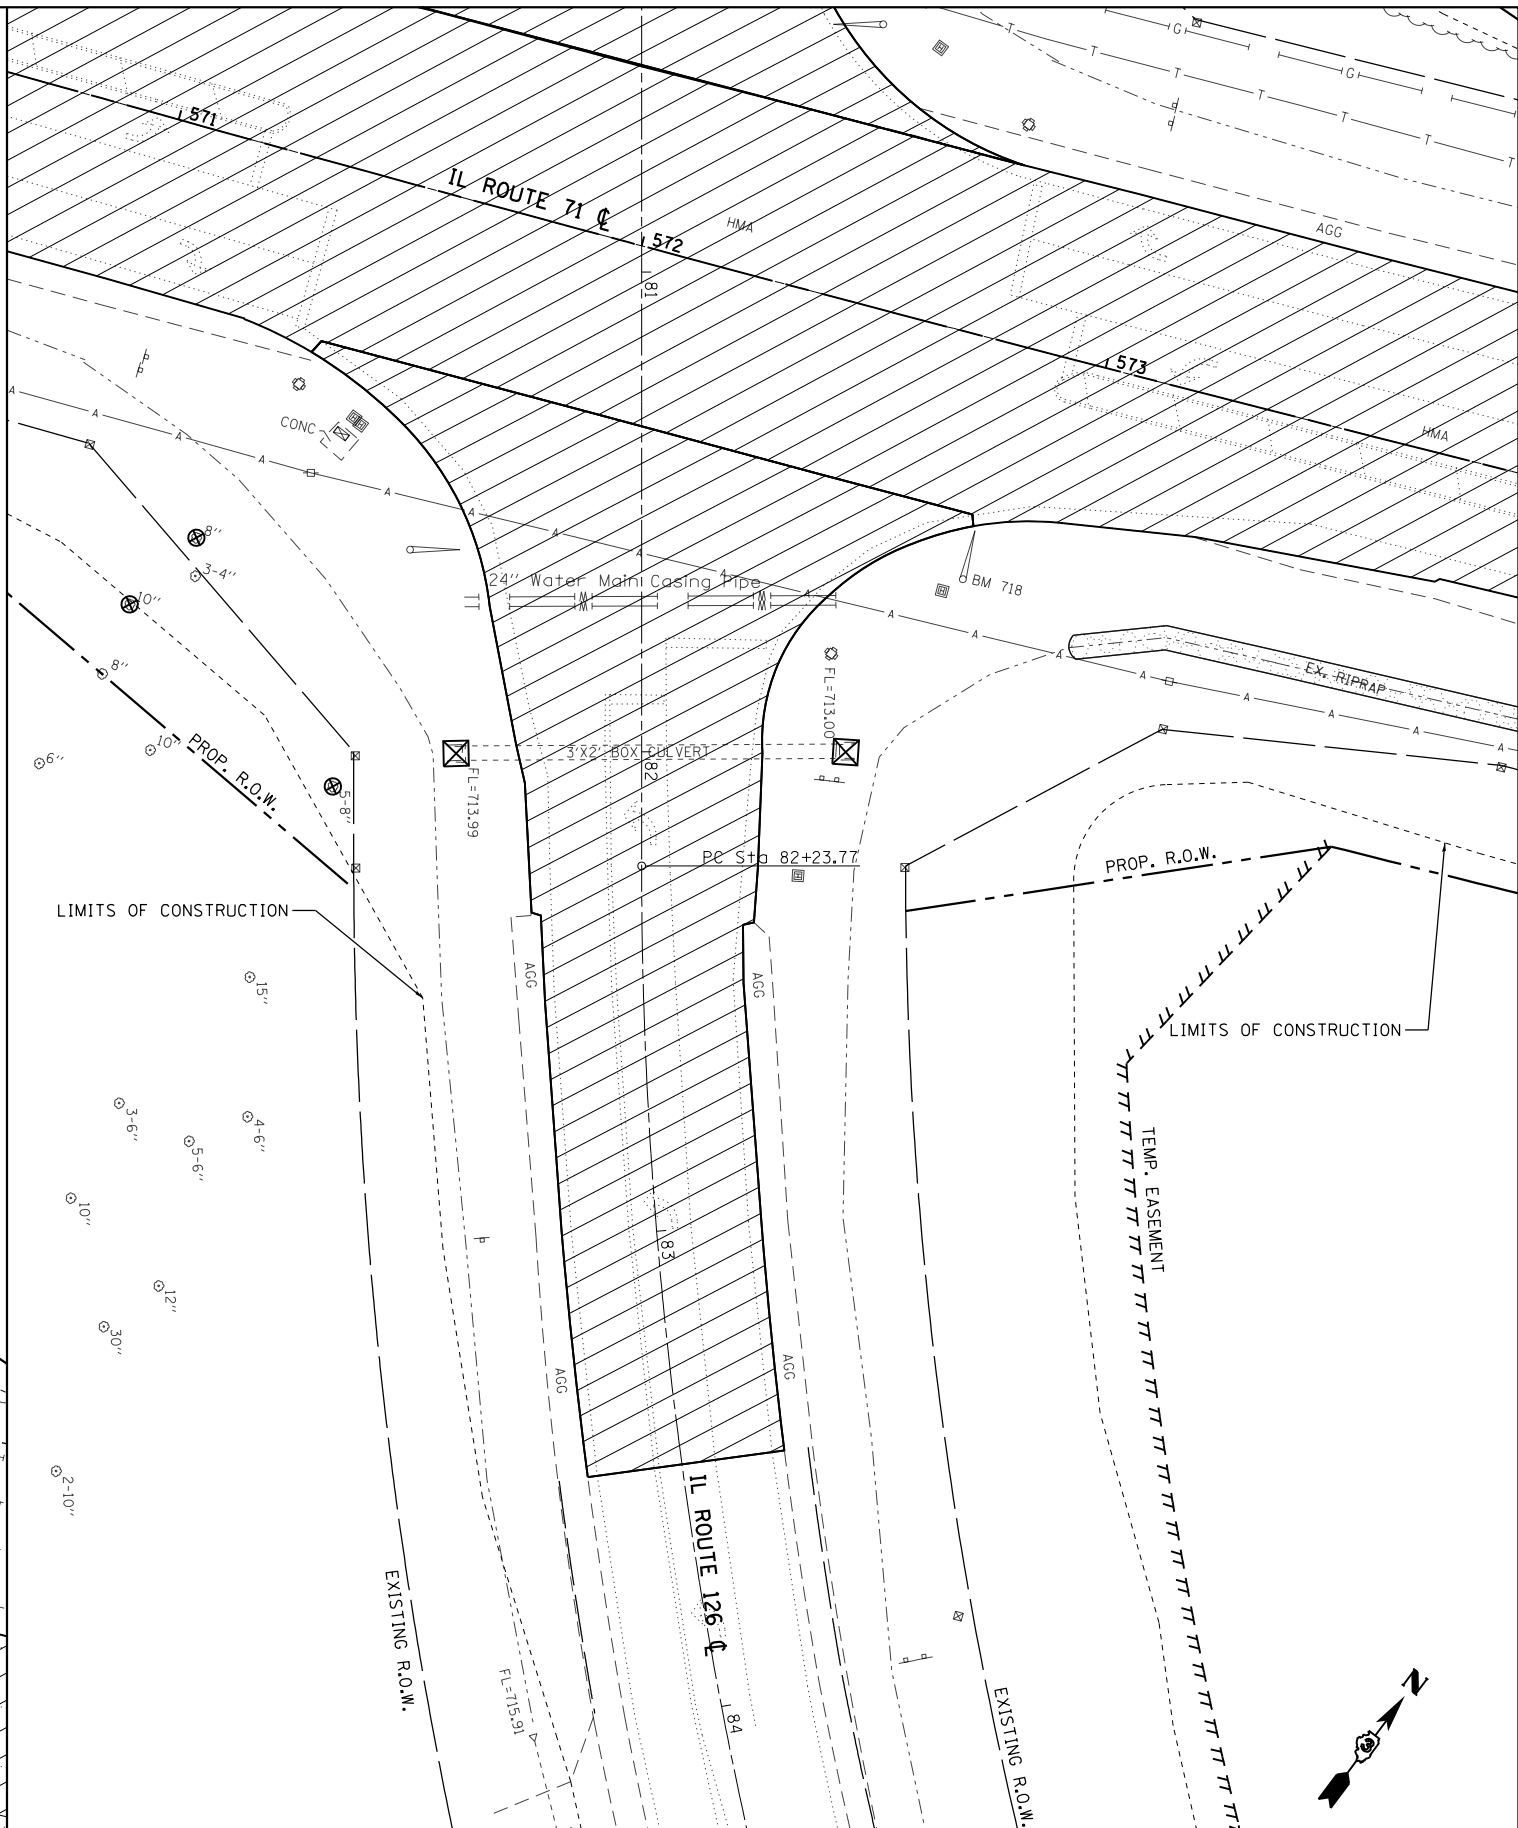 G
G
T
T
T
T
T
T
571
IL ROUTE 71 ℄
572
HMA
AGG
81
573
HMA
CONC
A
A
A
A
A
A
A
A
A
A
8"
3-4"
10"
8"
24" Water Main Casing Pipe
BM 718
A
A
A
A
A
A
A
A
EX. RIPRAP
FL=713.00
10"
6"
PROP. R.O.W.
5-8"
3'X2' BOX CULVERT
82
FL=713.99
PC Sta 82+23.77
PROP. R.O.W.
LIMITS OF CONSTRUCTION
AGG
AGG
15"
LIMITS OF CONSTRUCTION
3-6"
4-6"
5-6"
TEMP. EASEMENT
10"
83
12"
30"
AGG
AGG
2-10"
IL ROUTE 126 ℄
EXISTING R.O.W.
FL=715.91
84
EXISTING R.O.W.
N
3